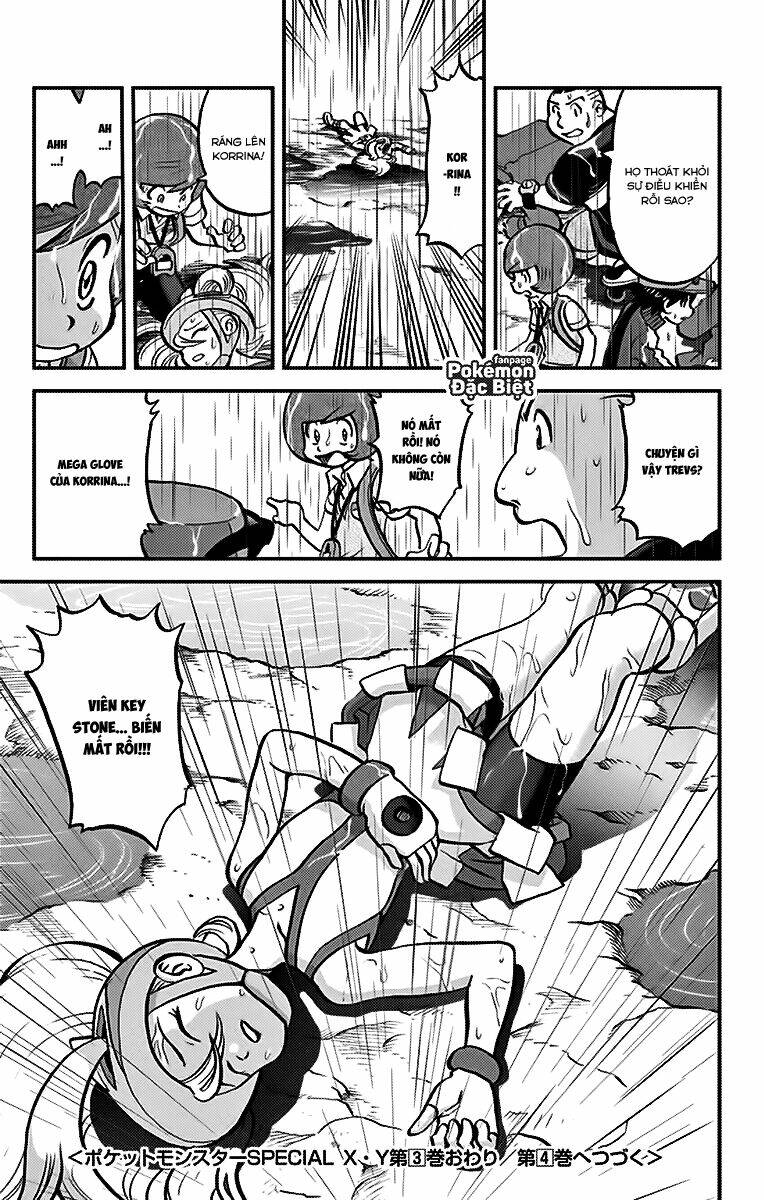 HỌ THOÁT KHỎI
SỰ ĐIỀU KHIỂN
RỒI SAO?
KOR
-RINA
!!
RÁNG LÊN
KORRINA!
AH
...!
AHH
...!
fanpage
Pokémon
Đặc Biệt
CHUYỆN GÌ
VẬY TREVS?
NÓ MẤT
RỒI! NÓ
KHÔNG CÒN
NỮA!
MEGA GLOVE
CỦA KORRINA...!
VIÊN KEY
STONE... BIẾN
MẤT RỒI!!!
<ポケットモンスターSPECIAL X・Y第3巻おわり/第4巻へつづく>